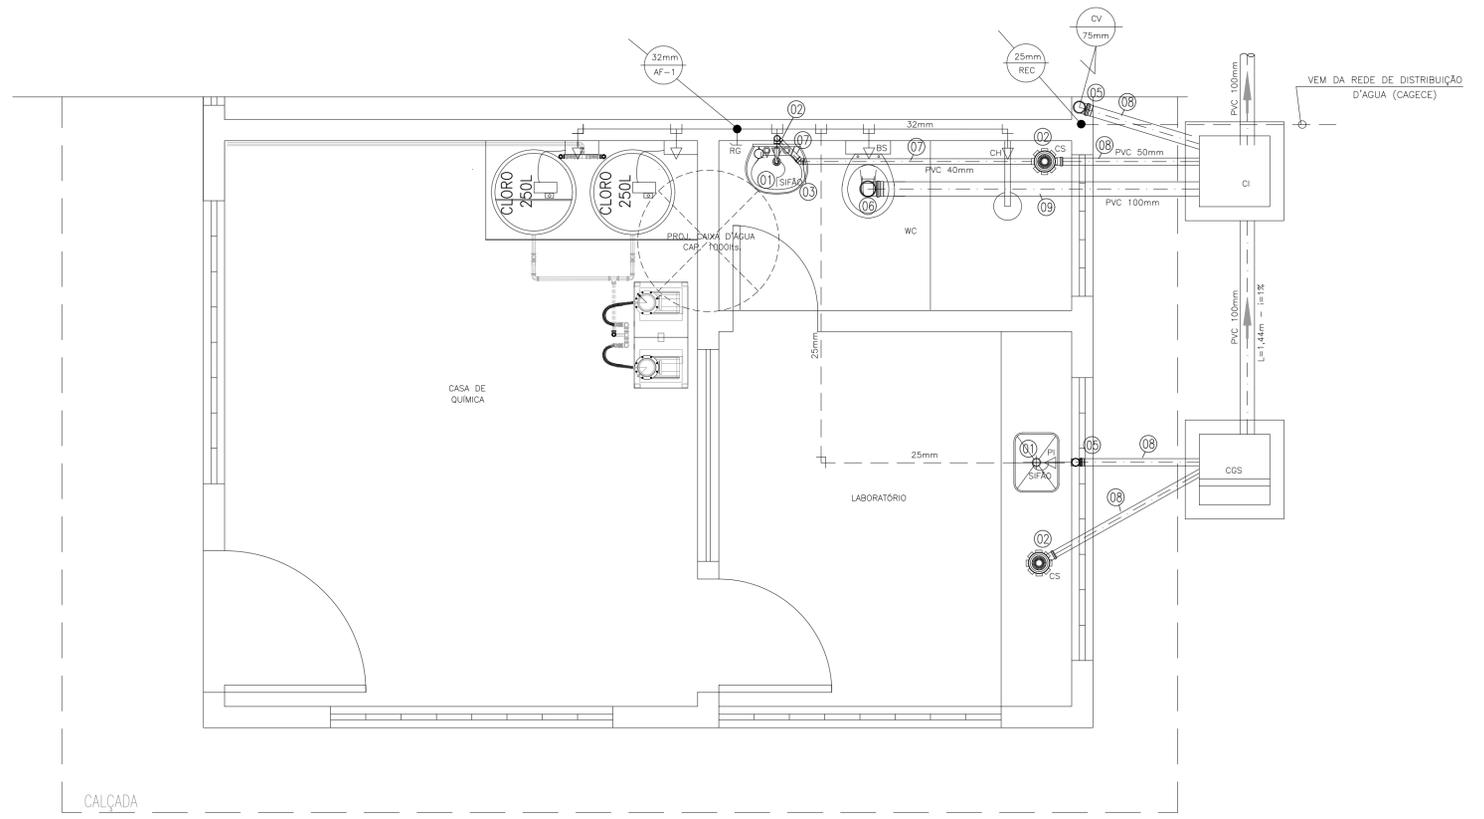 CV
75mm
32mm
AF-1
25mm
REC
VEM DA REDE DE DISTRIBUIÇÃO
D'AGUA (CAGECE)
PVC 100mm
05
08
02
32mm
RG
07
02
CS
08
PVC 50mm
BS
07
CH
PVC 40mm
01
SIFÃO
03
06
09
PVC 100mm
CI
CLORO
250L
CLORO
250L
PROJ. CAIXA D'AGUA
CAP. 1000lts.
WC
PVC 100mm
L=1,44m - i=1%
25mm
CASA DE
QUÍMICA
25mm
01
PI
SIFÃO
05
08
CGS
LABORATÓRIO
08
02
CS
CALÇADA